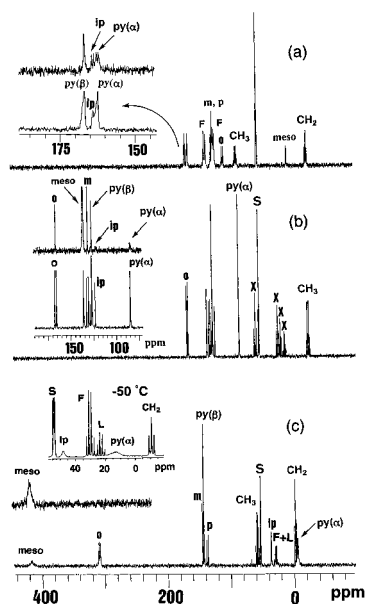 ip
py(α)
py(β)
ip
py(α)
175
150
(a)
m, p
F
F
o
CH₃
meso
CH₂
meso
m
o
py(β)
ip
py(α)
o
ip
150
100
ppm
py(α)
S
(b)
o
X
X
X
X
CH₃
-50 °C
S
Ip
F
L
py(α)
CH₂
40
20
0
ppm
meso
py(β)
(c)
m
p
CH₃
S
CH₂
ip
F+L
py(α)
meso
o
400
200
0
ppm